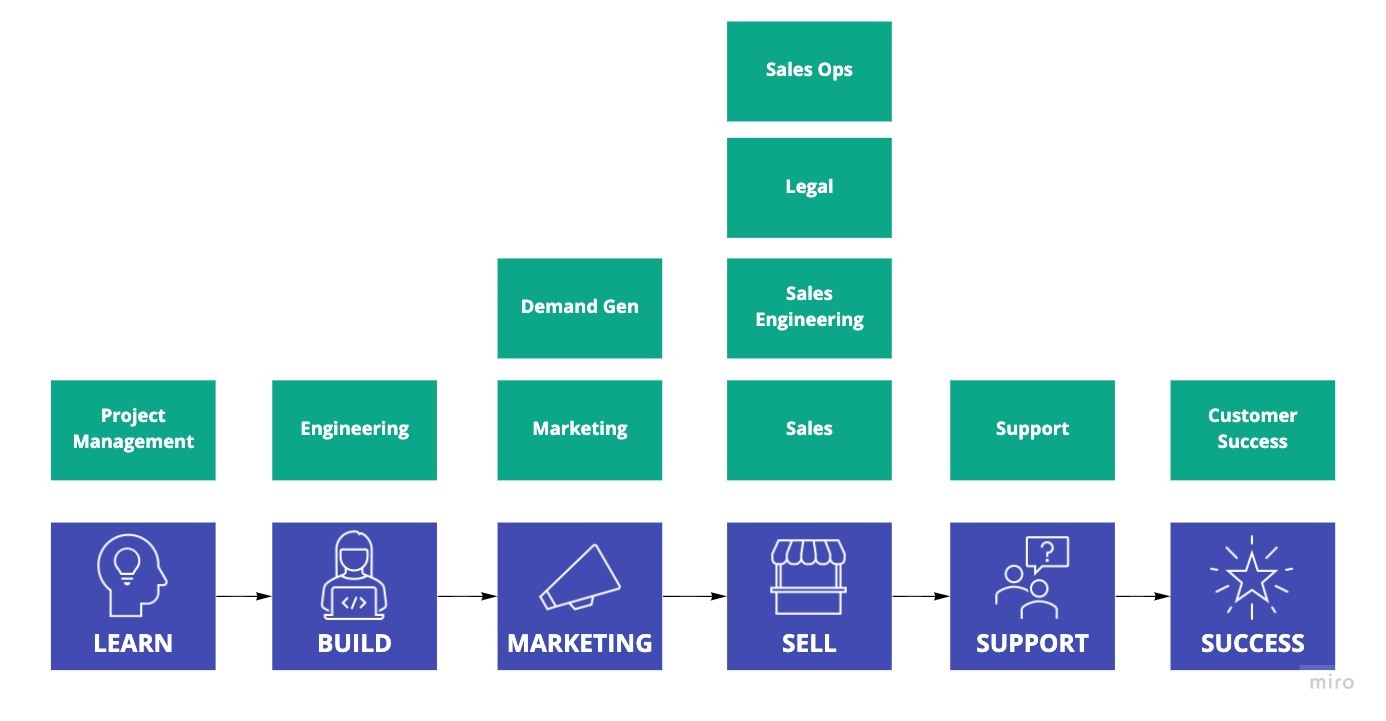 Sales Ops
Legal
Demand Gen
Sales
Engineering
Project
Management
Engineering
Marketing
Sales
Support
Customer
Success
?
</>
LEARN
BUILD
MARKETING
SELL
SUPPORT
SUCCESS
miro